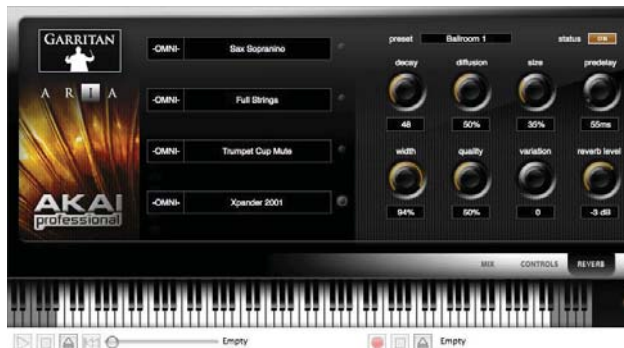 GARRITAN
ARIA
AKAI
professional
-OMNI- Sax Sopranino
-OMNI- Full Strings
-OMNI- Trumpet Cup Mute
-OMNI- Xpander 2001
preset Ballroom 1 status ON
decay diffusion size predelay
48 50% 35% 55ms
width quality variation reverb level
94% 50% 0 -3 dB
MIX CONTROLS REVERB
Empty Empty